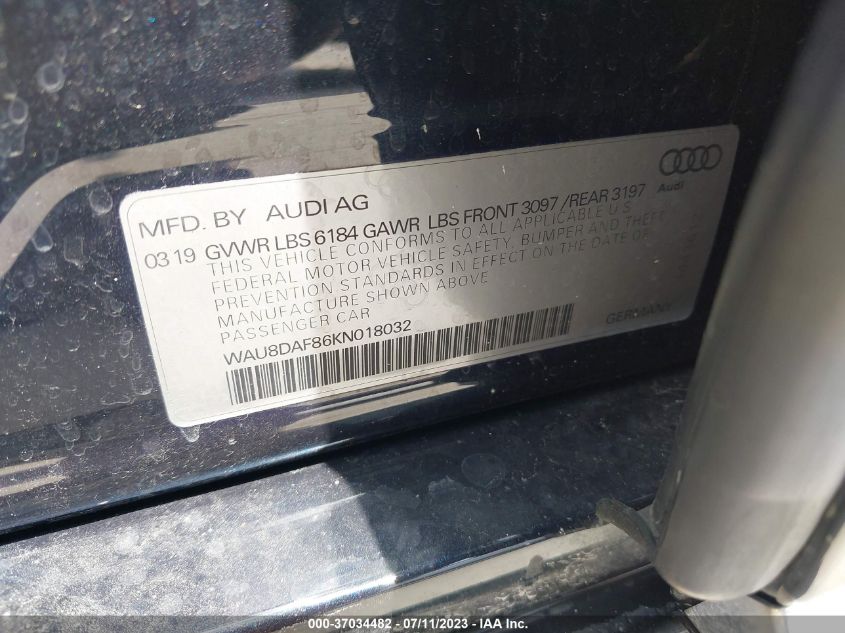 MFD. BY AUDI AG
Audi
03 19 GVWR LBS 6184 GAWR LBS FRONT 3097 / REAR 3197
THIS VEHICLE CONFORMS TO ALL APPLICABLE U.S.
FEDERAL MOTOR VEHICLE SAFETY, BUMPER AND THEFT
PREVENTION STANDARDS IN EFFECT ON THE DATE OF
MANUFACTURE SHOWN ABOVE
PASSENGER CAR
WAU8DAF86KN018032
GERMANY
000-37034482 - 07/11/2023 - IAA Inc.